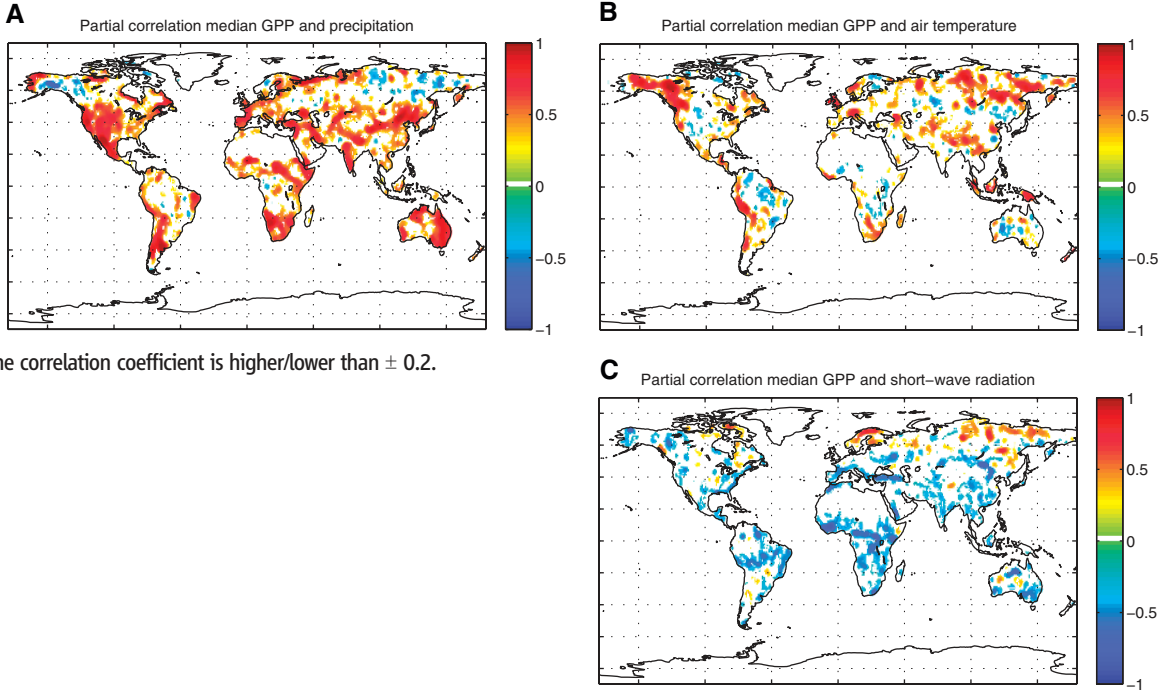 A
Partial correlation median GPP and precipitation
1
0.5
0
−0.5
−1
B
Partial correlation median GPP and air temperature
1
0.5
0
−0.5
−1
correlation coefficient is higher/lower than ± 0.2.
C
Partial correlation median GPP and short−wave radiation
1
0.5
0
−0.5
−1